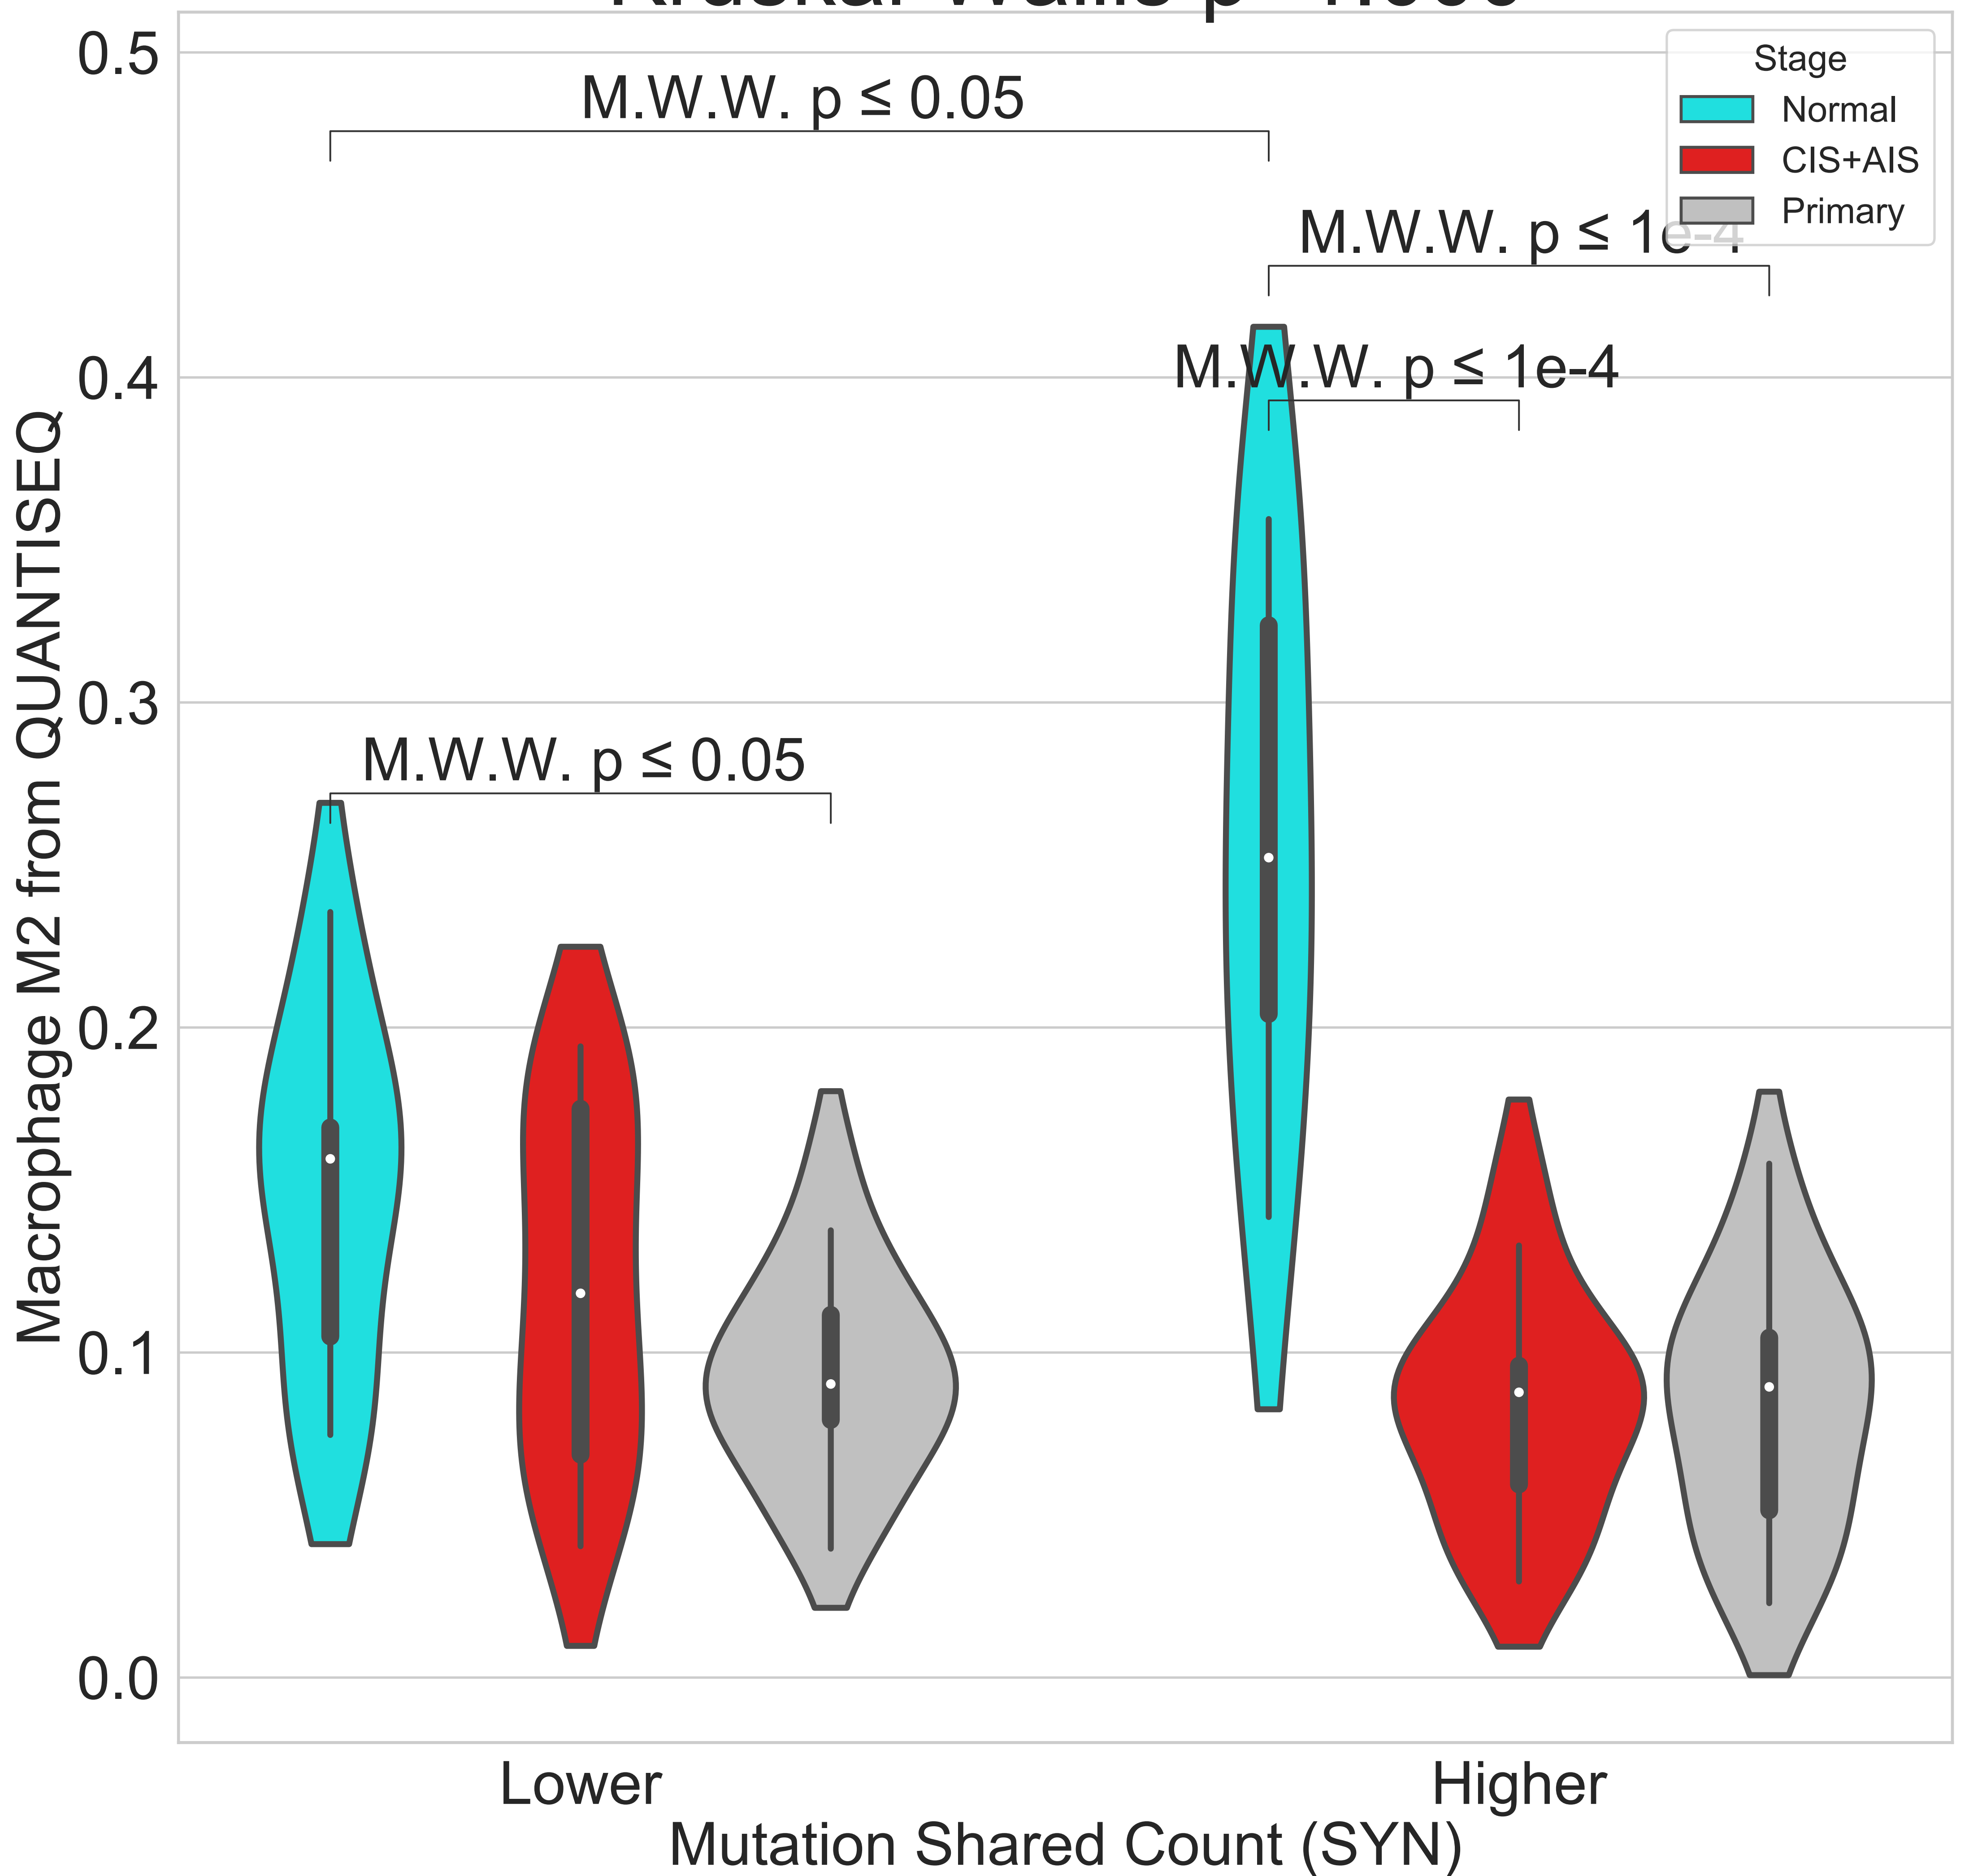 0.5
0.4
0.3
0.2
0.1
0.0
Macrophage M2 from QUANTISEQ
M.W.W. p ≤ 0.05
M.W.W. p ≤ 1e-4
M.W.W. p ≤ 1e-4
M.W.W. p ≤ 0.05
Stage
Normal
CIS+AIS
Primary
Lower
Higher
Mutation Shared Count (SYN)